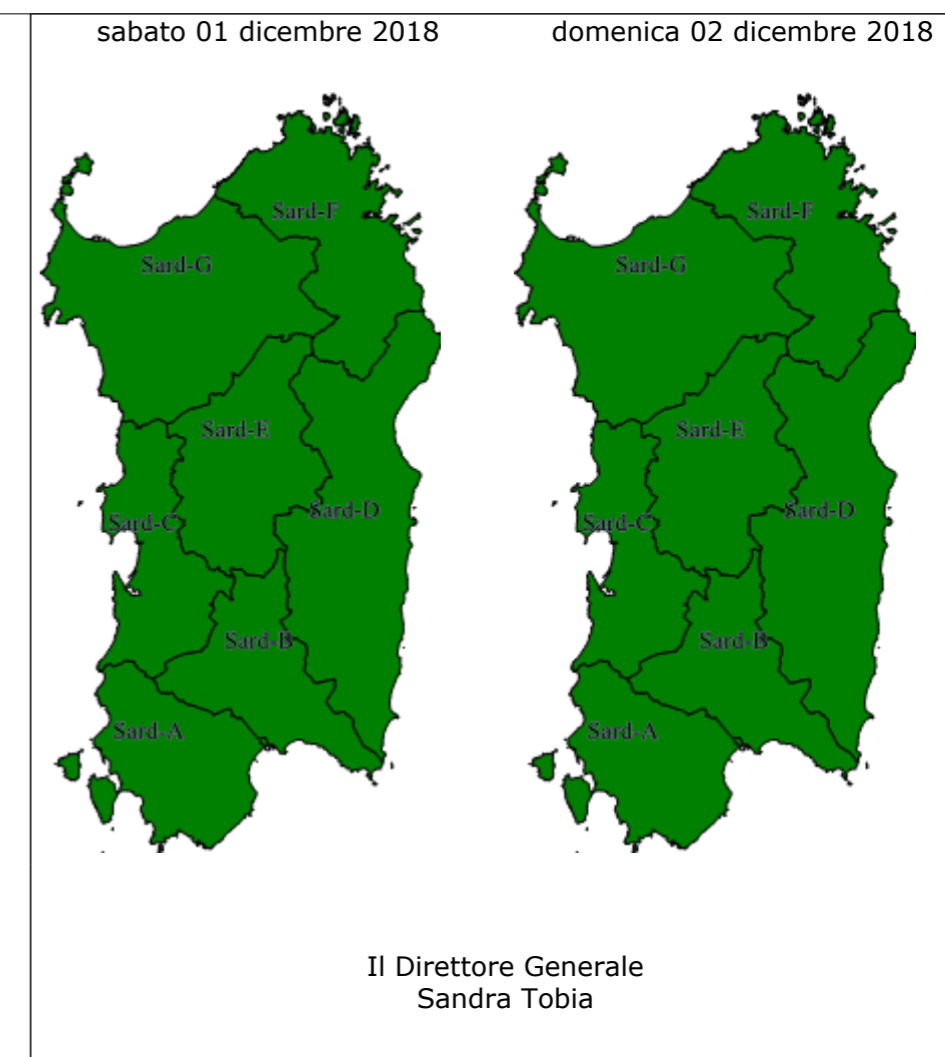 sabato 01 dicembre 2018
domenica 02 dicembre 2018
Sard-F
Sard-G
Sard-E
Sard-D
Sard-C
Sard-B
Sard-A
Sard-F
Sard-G
Sard-E
Sard-D
Sard-C
Sard-B
Sard-A
Il Direttore Generale
Sandra Tobia